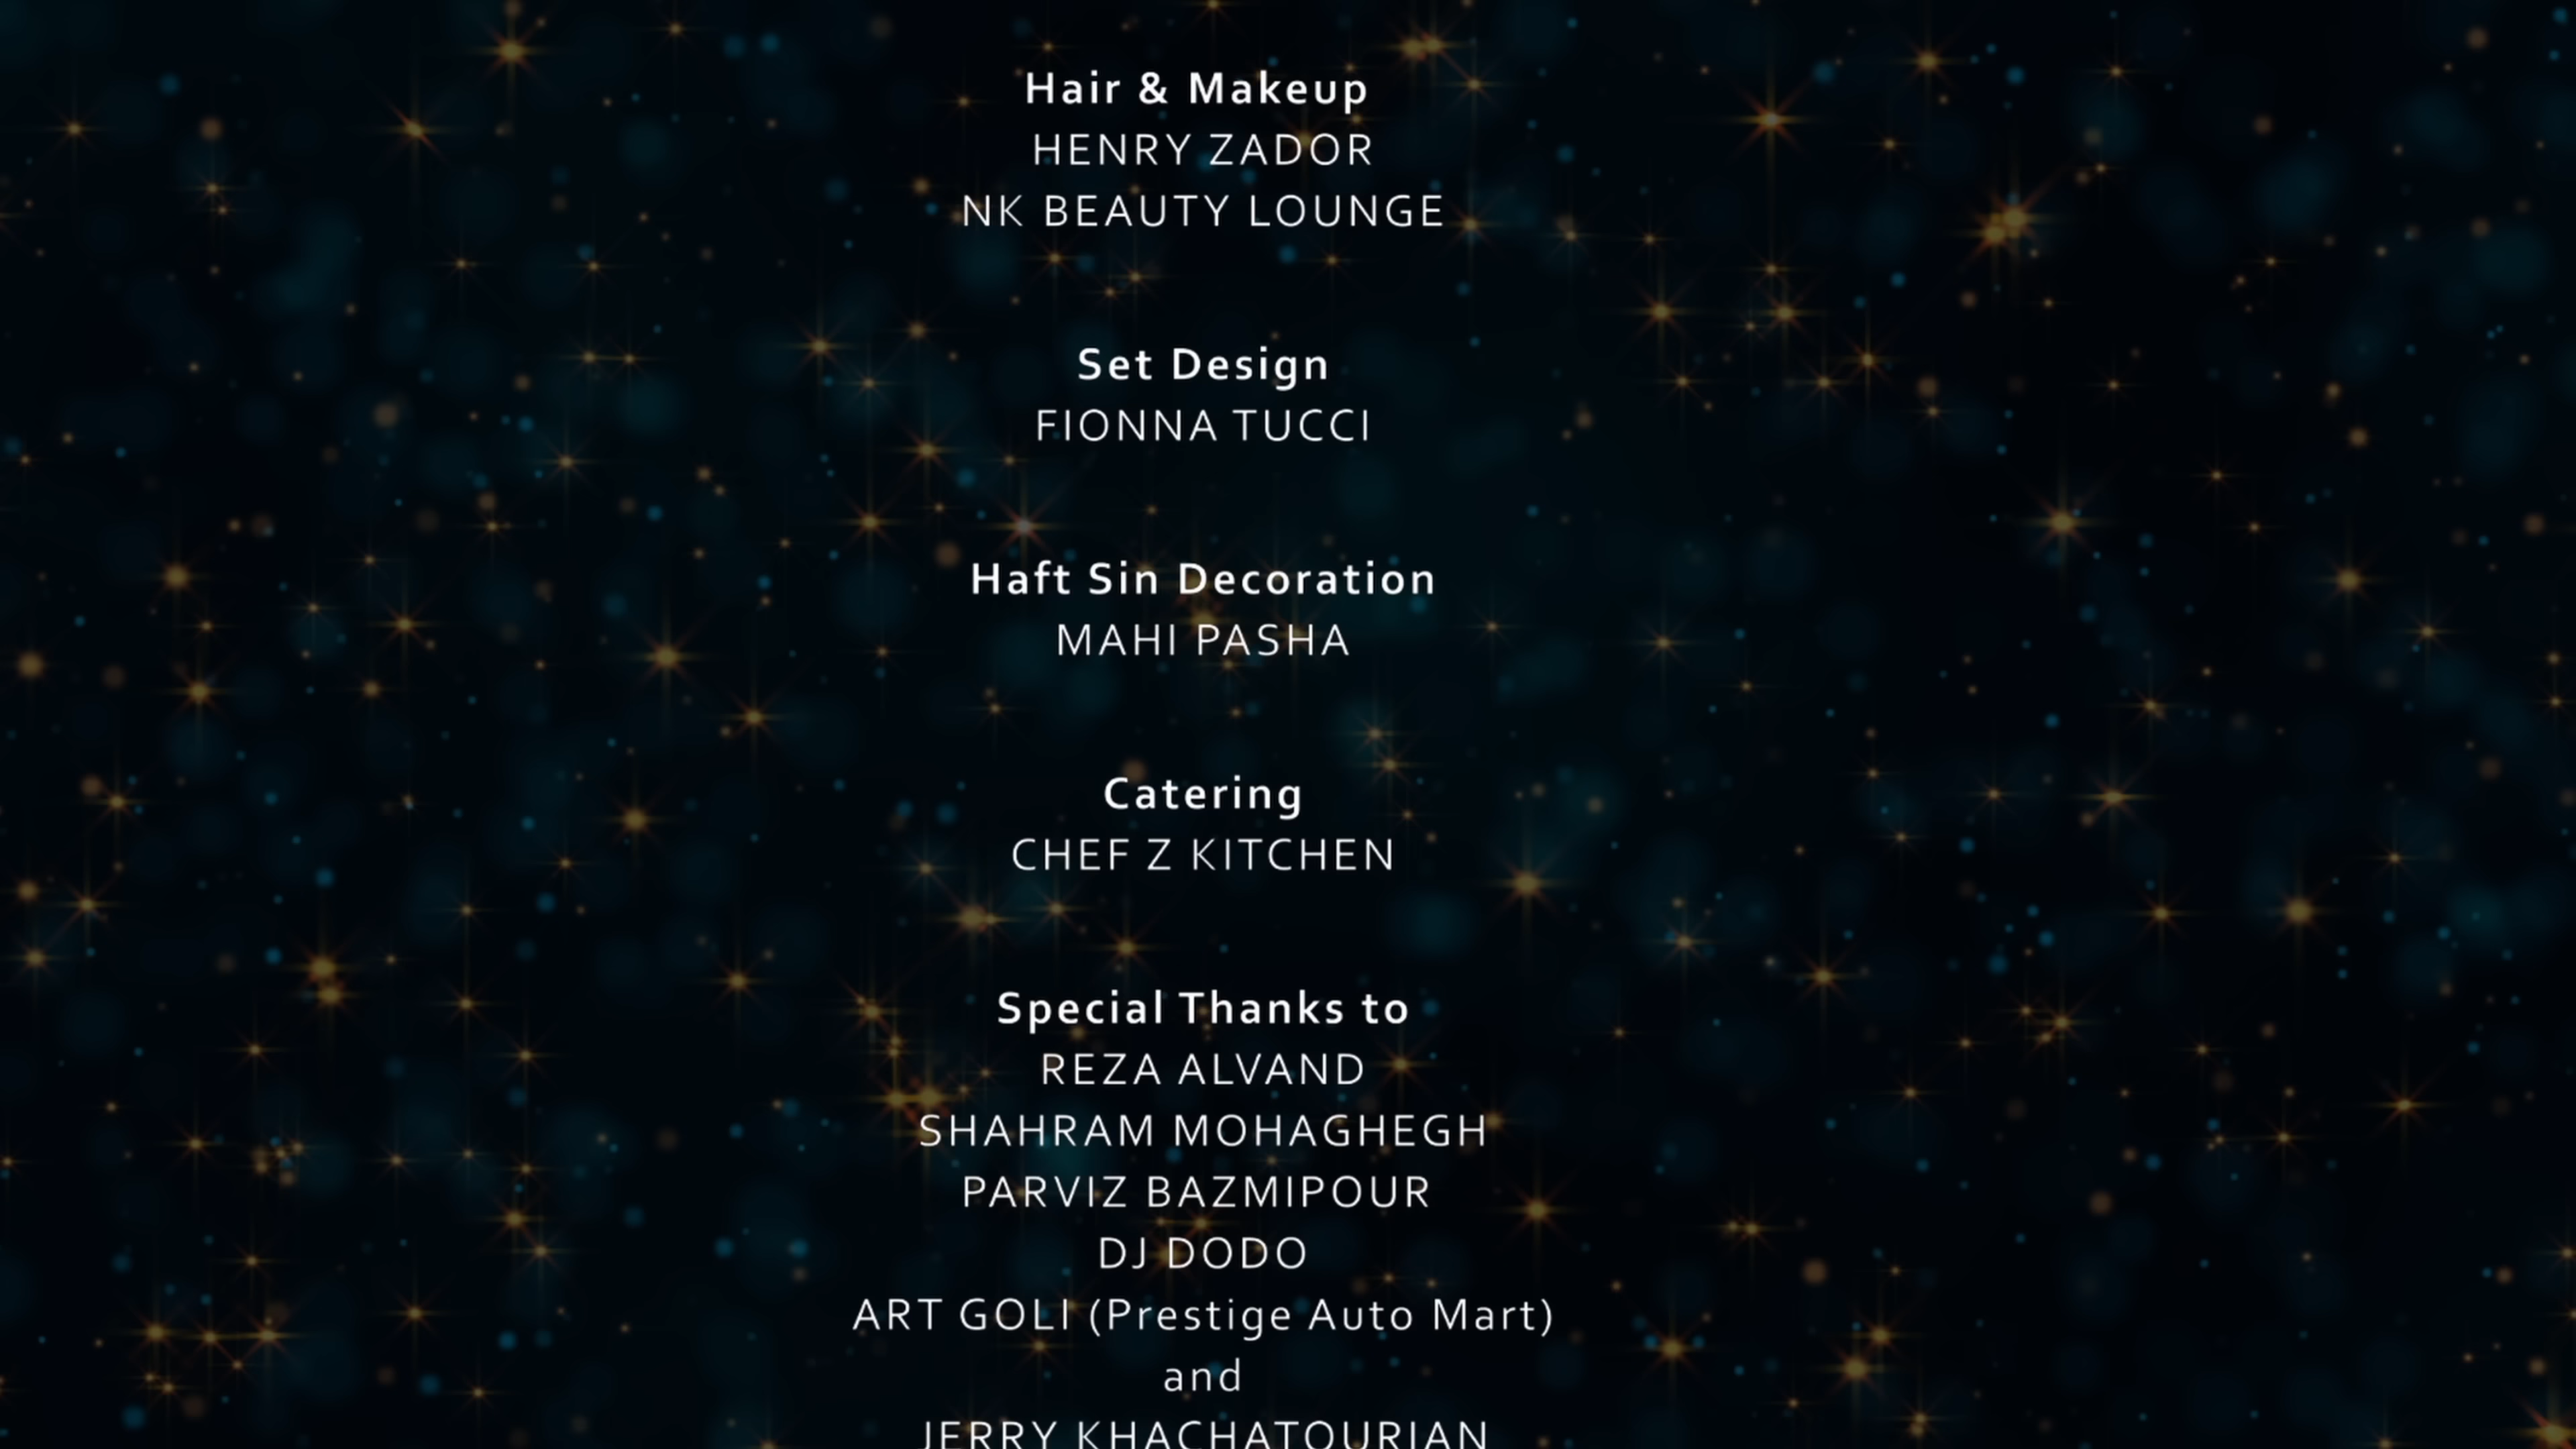 Hair & Makeup
HENRY ZADOR
NK BEAUTY LOUNGE
Set Design
FIONNA TUCCI
Haft Sin Decoration
MAHI PASHA
Catering
CHEF Z KITCHEN
Special Thanks to
REZA ALVAND
SHAHRAM MOHAGHEGH
PARVIZ BAZMIPOUR
DJ DODO
ART GOLI (Prestige Auto Mart)
and
JERRY KHACHATOURIAN